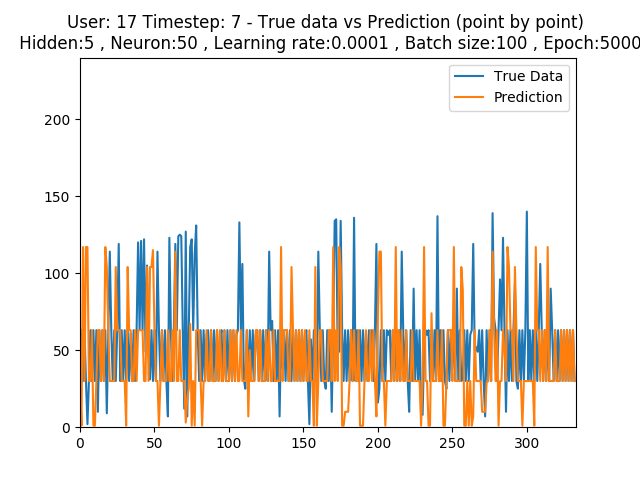 User: 17 Timestep: 7 - True data vs Prediction (point by point)
Hidden:5 , Neuron:50 , Learning rate:0.0001 , Batch size:100 , Epoch:5000
True Data
Prediction
200
150
100
50
0
0 50 100 150 200 250 300